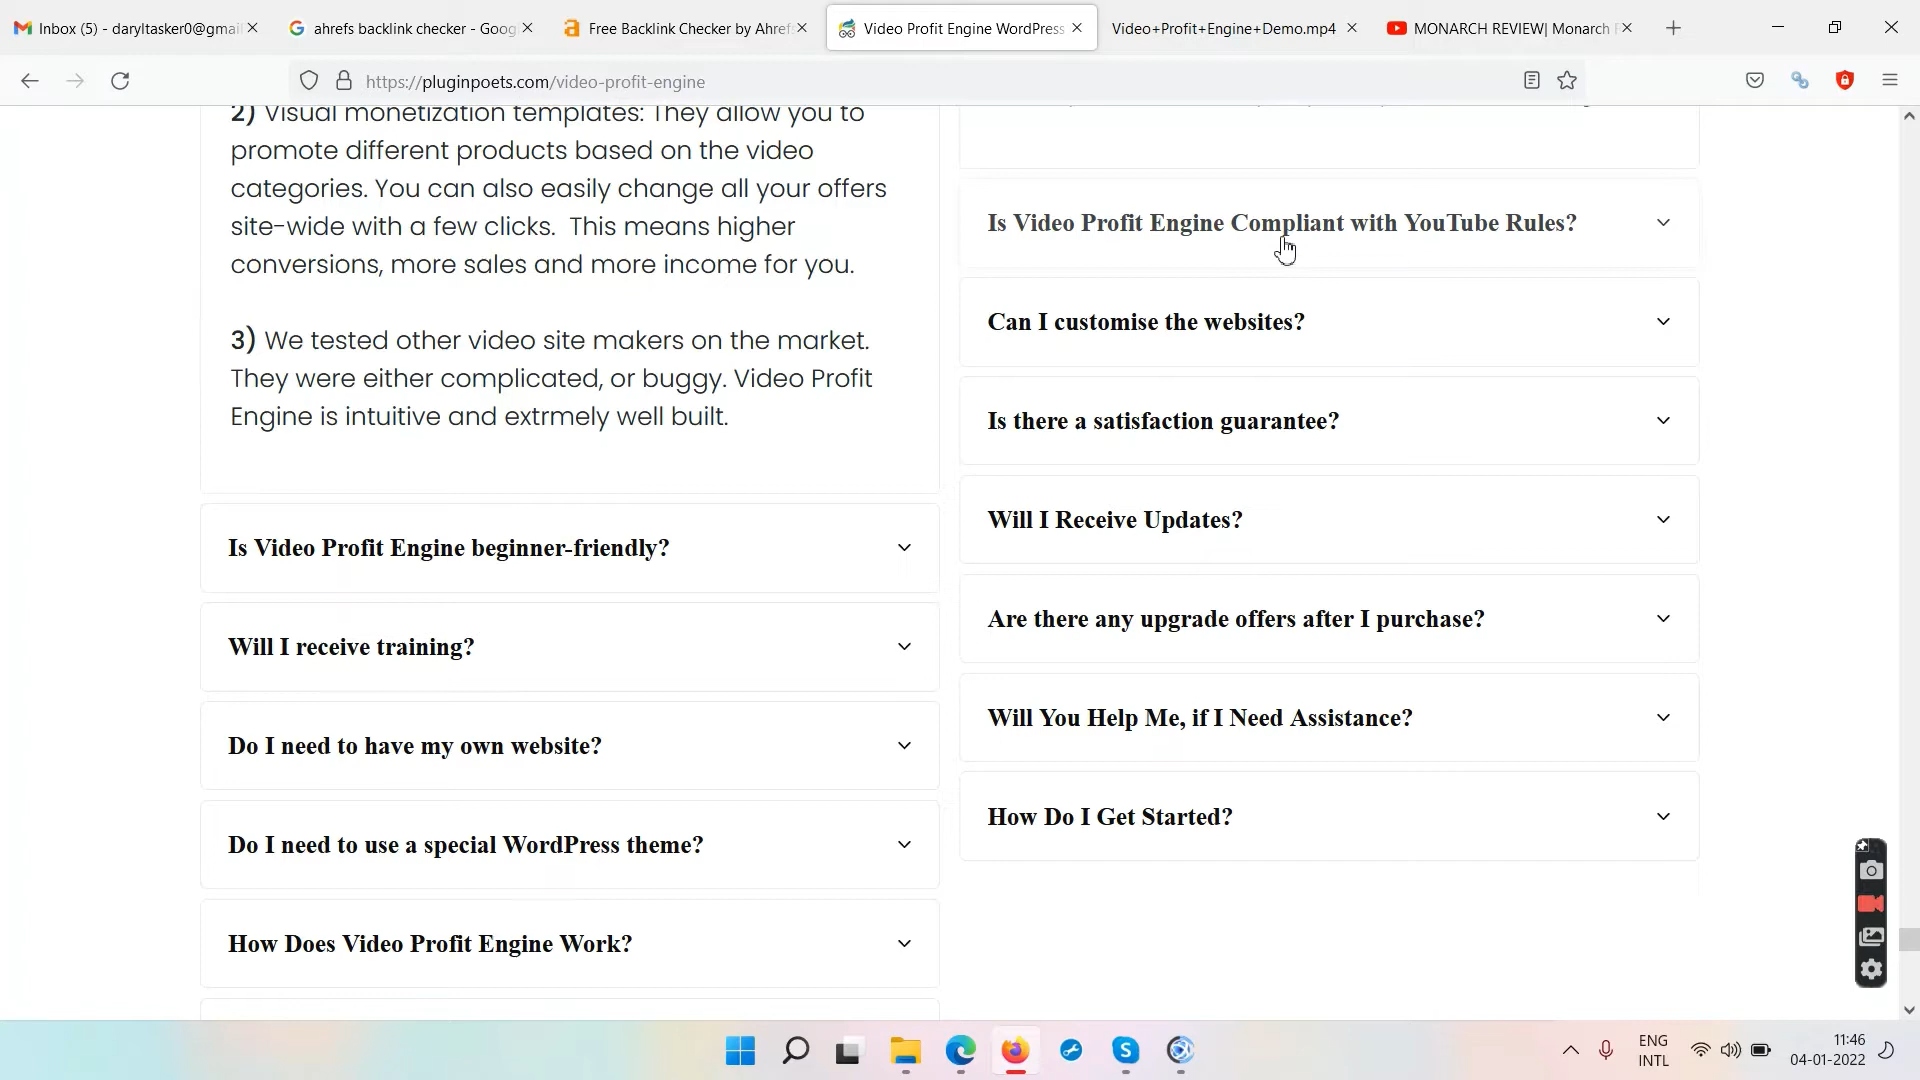 Inbox (5) - daryltasker0@gmai
ahrefs backlink checker - Goog
Free Backlink Checker by Ahref
Video Profit Engine WordPress
Video+Profit+Engine+Demo.mp4
MONARCH REVIEW| Monarch
https://pluginpoets.com/video-profit-engine
2) Visual monetization templates: They allow you to
promote different products based on the video
categories. You can also easily change all your offers
site-wide with a few clicks.  This means higher
conversions, more sales and more income for you.
3) We tested other video site makers on the market.
They were either complicated, or buggy. Video Profit
Engine is intuitive and extrmely well built.
Is Video Profit Engine beginner-friendly?
Will I receive training?
Do I need to have my own website?
Do I need to use a special WordPress theme?
How Does Video Profit Engine Work?
Is Video Profit Engine Compliant with YouTube Rules?
Can I customise the websites?
Is there a satisfaction guarantee?
Will I Receive Updates?
Are there any upgrade offers after I purchase?
Will You Help Me, if I Need Assistance?
How Do I Get Started?
ENG
INTL
11:46
04-01-2022